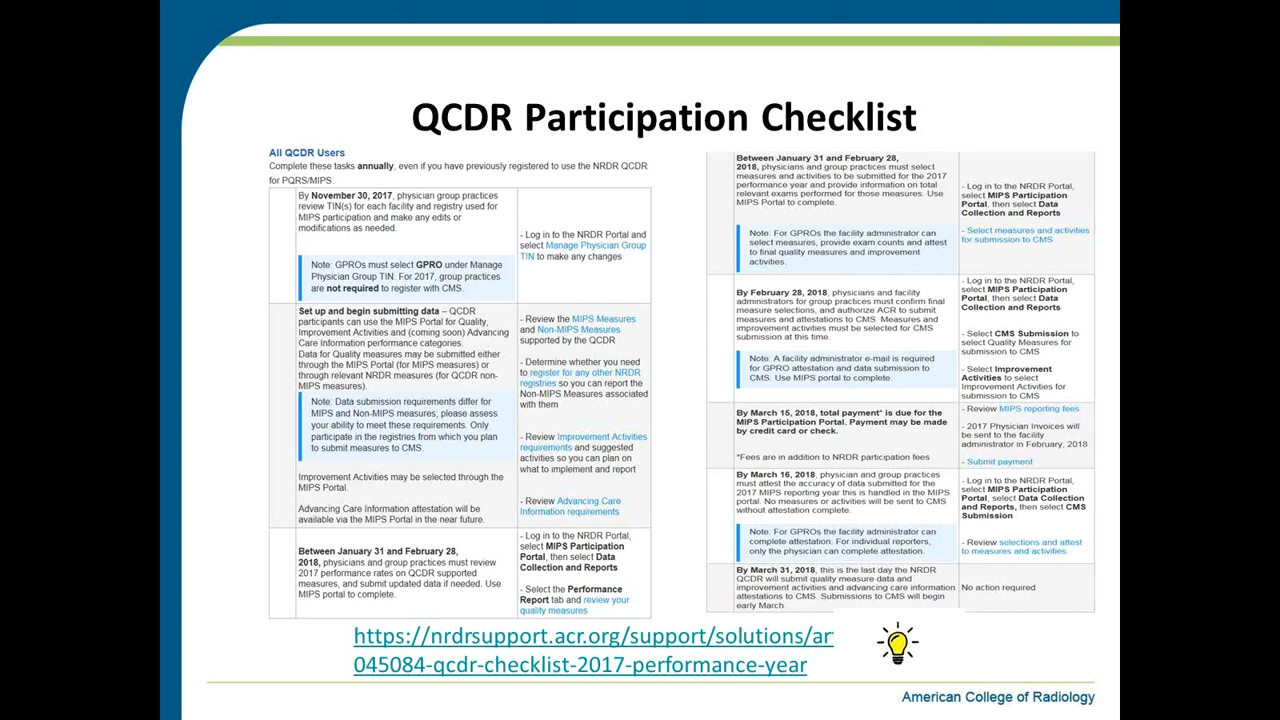 QCDR Participation Checklist
All QCDR Users
Complete these tasks annually, even if you have previously registered to use the NRDR QCDR
for PQRS/MIPS.
By November 30, 2017, physician group practices
review TIN(s) for each facility and registry used for
MIPS participation and make any edits or
modifications as needed.
Note: GPROs must select GPRO under Manage
Physician Group TIN. For 2017, group practices
are not required to register with CMS.
- Log in to the NRDR Portal and
select Manage Physician Group
TIN to make any changes
Set up and begin submitting data – QCDR
participants can use the MIPS Portal for Quality,
Improvement Activities and (coming soon) Advancing
Care Information performance categories.
Data for Quality measures may be submitted either
through the MIPS Portal (for MIPS measures) or
through relevant NRDR measures (for QCDR non-
MIPS measures).
Note: Data submission requirements differ for
MIPS and Non-MIPS measures; please assess
your ability to meet these requirements. Only
participate in the registries from which you plan
to submit measures to CMS.
Improvement Activities may be selected through the
MIPS Portal.
Advancing Care Information attestation will be
available via the MIPS Portal in the near future.
- Review the MIPS Measures
and Non-MIPS Measures
supported by the QCDR
- Determine whether you need
to register for any other NRDR
registries so you can report the
Non-MIPS Measures associated
with them
- Review Improvement Activities
requirements and suggested
activities so you can plan on
what to implement and report
- Review Advancing Care
Information requirements
Between January 31 and February 28,
2018, physicians and group practices must review
2017 performance rates on QCDR supported
measures, and submit updated data if needed. Use
MIPS portal to complete.
- Log in to the NRDR Portal,
select MIPS Participation
Portal, then select Data
Collection and Reports
- Select the Performance
Report tab and review your
quality measures
Between January 31 and February 28,
2018, physicians and group practices must select
measures and activities to be submitted for the 2017
performance year and provide information on total
relevant exams performed for those measures. Use
MIPS Portal to complete.
Note: For GPROs the facility administrator can
select measures, provide exam counts and attest
to final quality measures and improvement
activities.
- Log in to the NRDR Portal,
select MIPS Participation
Portal, then select Data
Collection and Reports
- Select measures and activities
for submission to CMS
By February 28, 2018, physicians and facility
administrators for group practices must confirm final
measure selections, and authorize ACR to submit
measures and attestations to CMS. Measures and
improvement activities must be selected for CMS
submission at this time.
Note: A facility administrator e-mail is required
for GPRO attestation and data submission to
CMS. Use MIPS portal to complete.
- Log in to the NRDR Portal,
select MIPS Participation
Portal, then select Data
Collection and Reports
- Select CMS Submission to
select Quality Measures for
submission to CMS
- Select Improvement
Activities to select
Improvement Activities for
submission to CMS
By March 15, 2018, total payment* is due for the
MIPS Participation Portal. Payment may be made
by credit card or check.
*Fees are in addition to NRDR participation fees
- Review MIPS reporting fees
- 2017 Physician Invoices will
be sent to the facility
administrator in February, 2018
- Submit payment
By March 16, 2018, physician and group practices
must attest the accuracy of data submitted for the
2017 MIPS reporting year this is handled in the MIPS
portal. No measures or activities will be sent to CMS
without attestation complete.
Note: For GPROs the facility administrator can
complete attestation. For individual reporters,
only the physician can complete attestation.
- Log in to the NRDR Portal,
select MIPS Participation
Portal, select Data Collection
and Reports, then select CMS
Submission
- Review selections and attest
to measures and activities
By March 31, 2018, this is the last day the NRDR
QCDR will submit quality measure data and
improvement activities and advancing care information
attestations to CMS. Submissions to CMS will begin
early March.
No action required
https://nrdrsupport.acr.org/support/solutions/ar
045084-qcdr-checklist-2017-performance-year
American College of Radiology